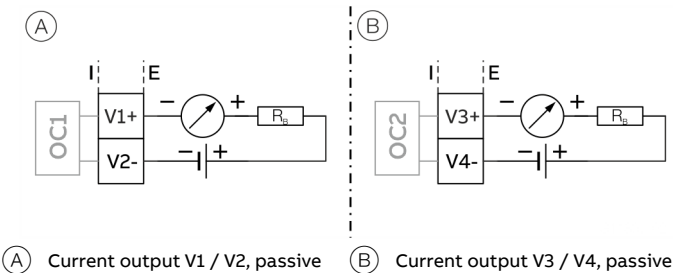 A
I E
OC1
V1+
V2-
− +
R_B
− +
B
I E
OC2
V3+
V4-
− +
R_B
− +
A Current output V1 / V2, passive
B Current output V3 / V4, passive